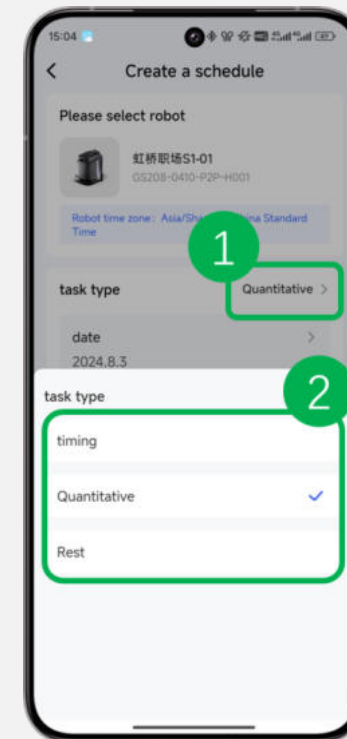 15:04
Create a schedule
Please select robot
虹桥职场S1-01
GS208-0410-P2P-H001
Robot time zone: Asia/Sha
ina Standard
Time
1
task type
Quantitative
date
2024.8.3
2
task type
timing
Quantitative
Rest